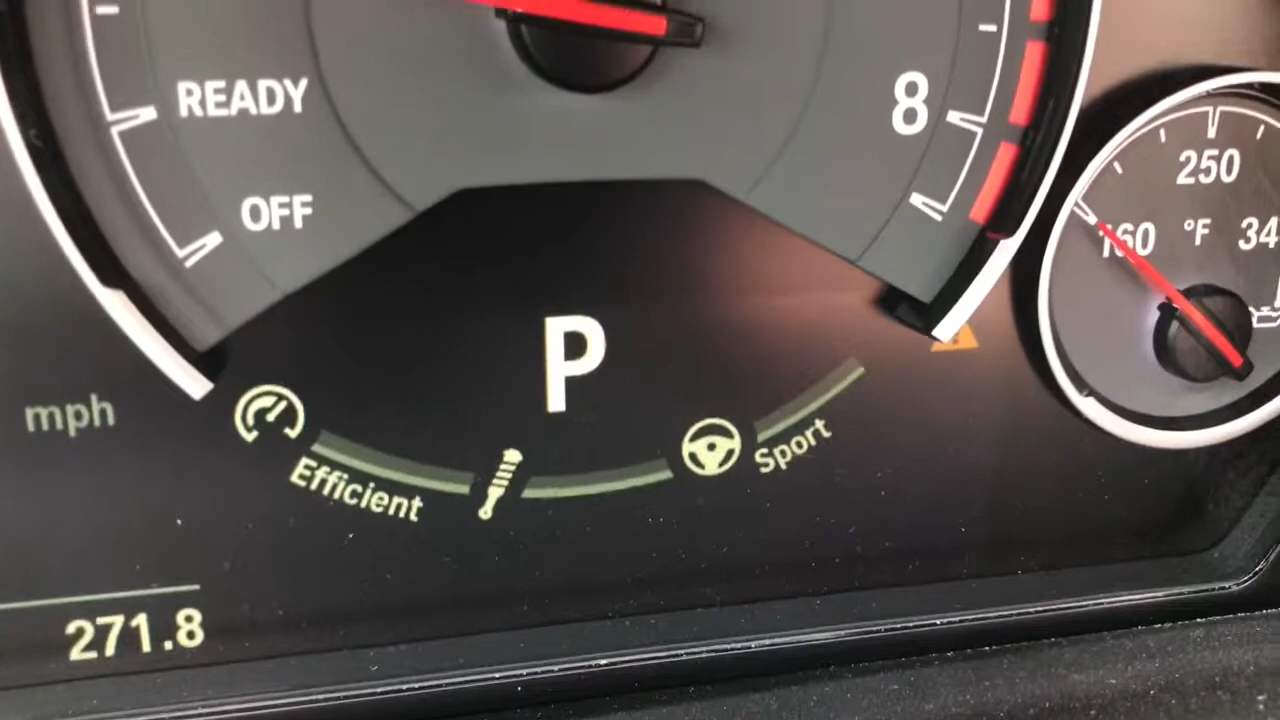 READY
OFF
8
250
160 °F 34
P
mph
Efficient
Sport
271.8